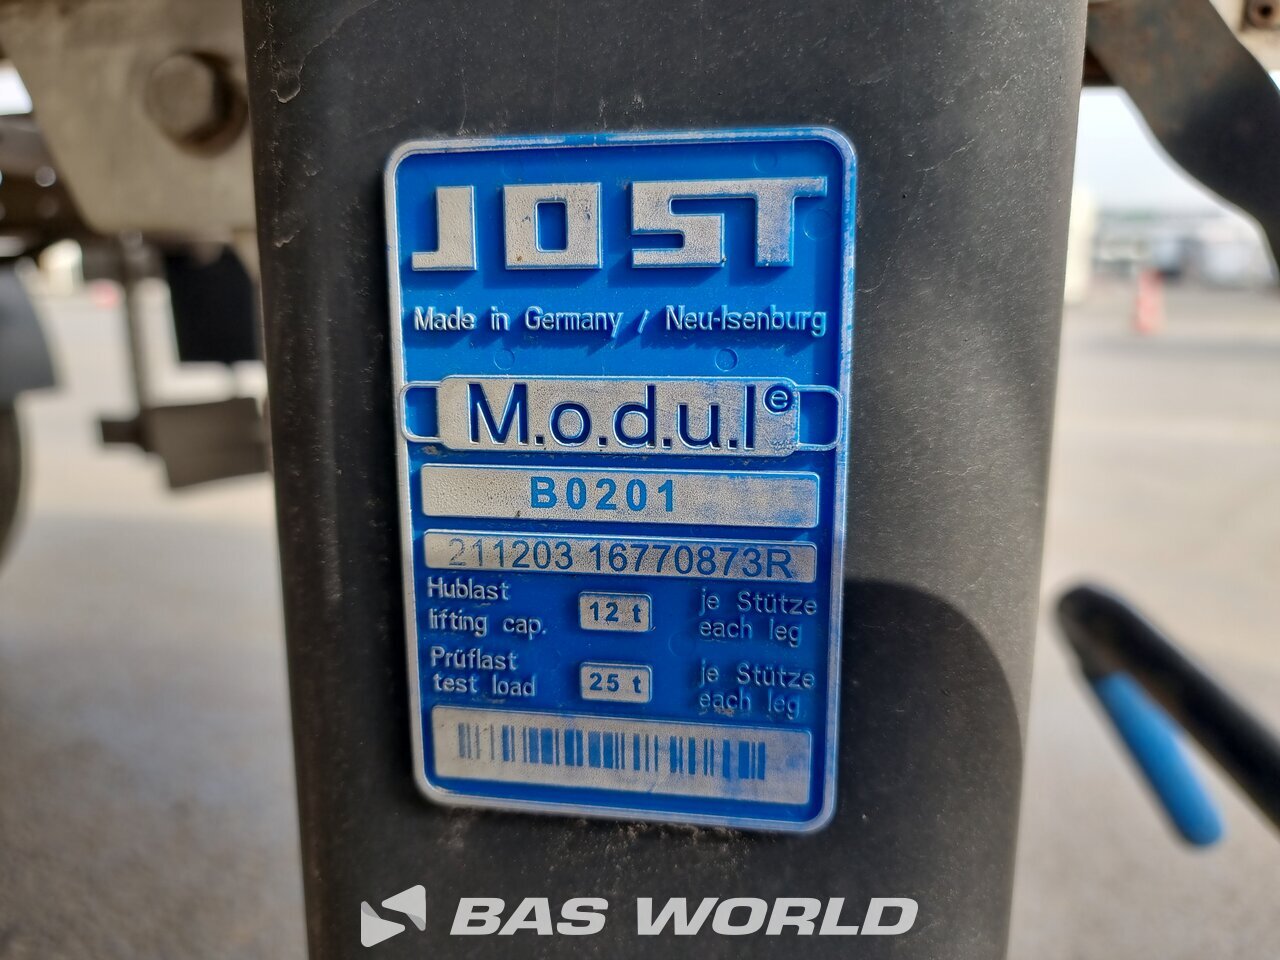 JOST
Made in Germany / Neu-Isenburg
M.o.d.u.l e
B0201
211203 16770873R
Hublast
lifting cap.
12 t
je Stütze
each leg
Prüflast
test load
25 t
je Stütze
each leg
BAS WORLD